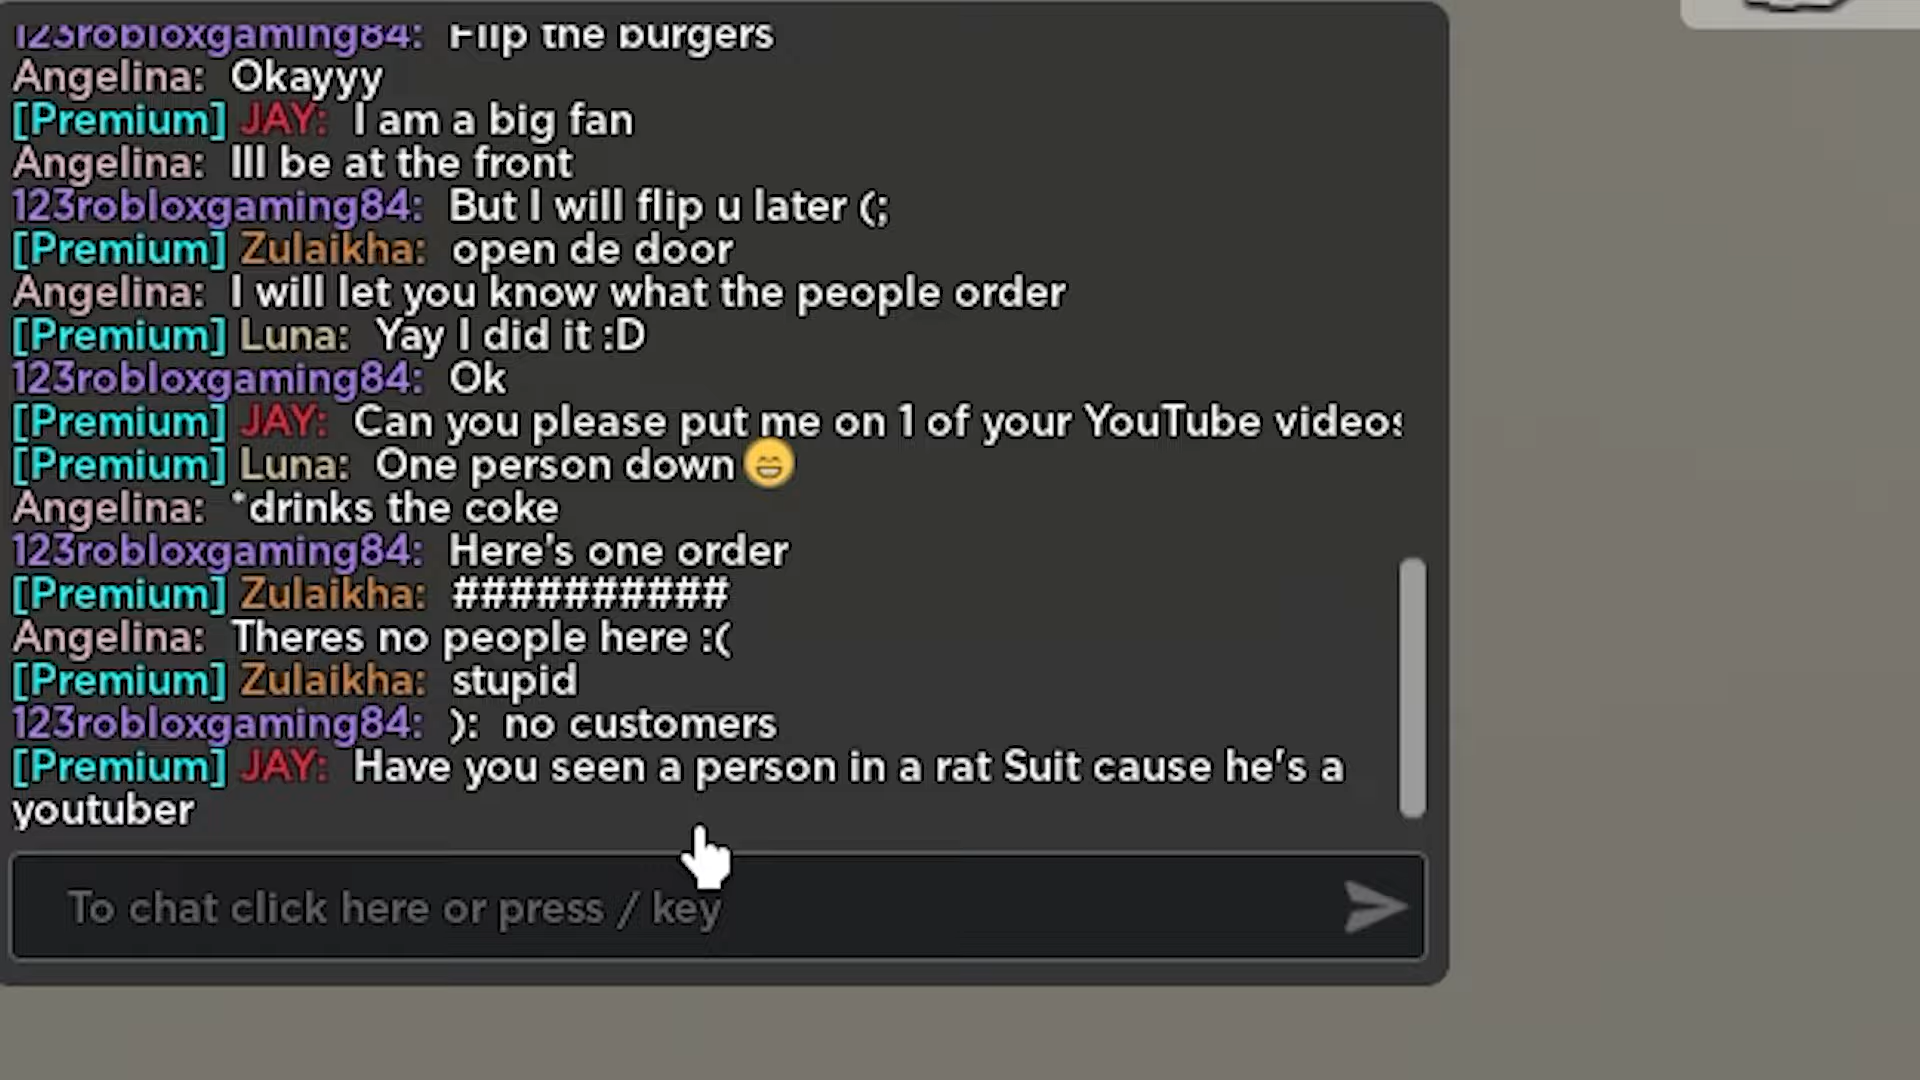 123robloxgaming84: Flip the burgers
Angelina: Okayyy
[Premium] JAY: I am a big fan
Angelina: Illl be at the front
123robloxgaming84: But I will flip u later (;
[Premium] Zulaikha: open de door
Angelina: I will let you know what the people order
[Premium] Luna: Yay I did it :D
123robloxgaming84: Ok
[Premium] JAY: Can you please put me on 1 of your YouTube videos
[Premium] Luna: One person down 😄
Angelina: *drinks the coke
123robloxgaming84: Here's one order
[Premium] Zulaikha: ##########
Angelina: Theres no people here :(
[Premium] Zulaikha: stupid
123robloxgaming84: ): no customers
[Premium] JAY: Have you seen a person in a rat Suit cause he's a
youtuber
To chat click here or press / key